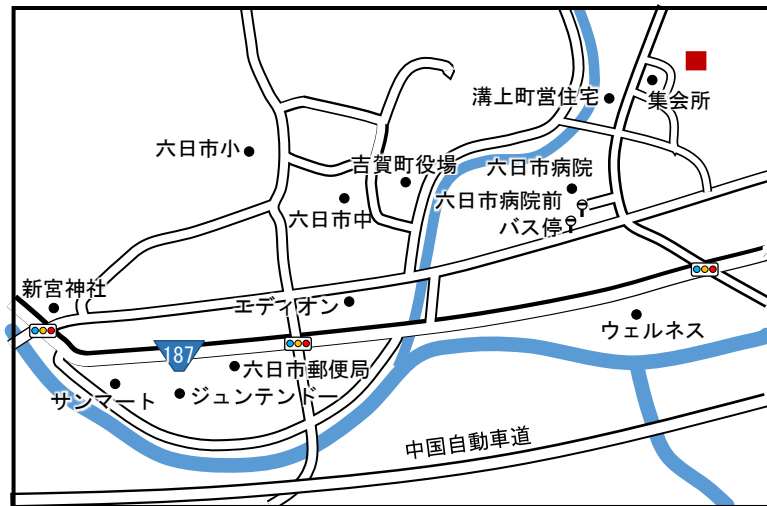 溝上町営住宅
集会所
六日市小
吉賀町役場
六日市病院
六日市病院前
バス停
六日市中
新宮神社
エディオン
ウェルネス
187
六日市郵便局
サンマート
ジュンテンドー
中国自動車道